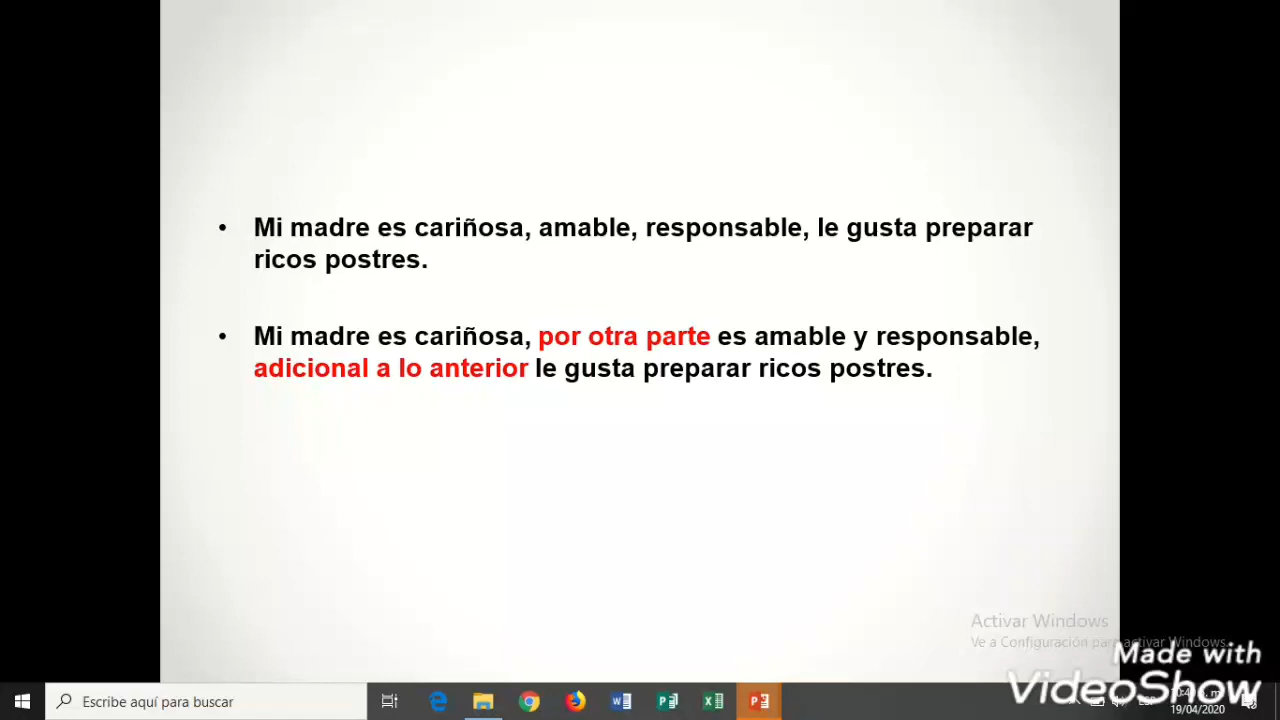 • Mi madre es cariñosa, amable, responsable, le gusta preparar
ricos postres.
• Mi madre es cariñosa, por otra parte es amable y responsable,
adicional a lo anterior le gusta preparar ricos postres.
Activar Windows
Ve a Configuración para activar Windows.
Made with
VideoShow
Escribe aquí para buscar
19/04/2020